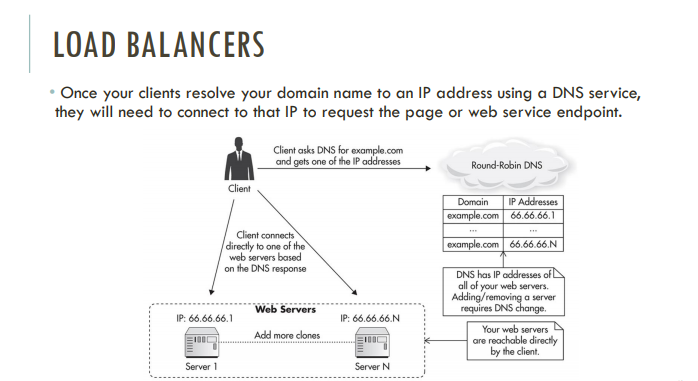 LOAD BALANCERS
• Once your clients resolve your domain name to an IP address using a DNS service,
they will need to connect to that IP to request the page or web service endpoint.
Client asks DNS for example.com
and gets one of the IP addresses
Round-Robin DNS
Client
Domain IP Addresses
example.com 66.66.66.1
... ...
example.com 66.66.66.N
Client connects
directly to one of the
web servers based
on the DNS response
DNS has IP addresses of
all of your web servers.
Adding/removing a server
requires DNS change.
Web Servers
IP: 66.66.66.1 IP: 66.66.66.N
Add more clones
Server 1 Server N
Your web servers
are reachable directly
by the client.